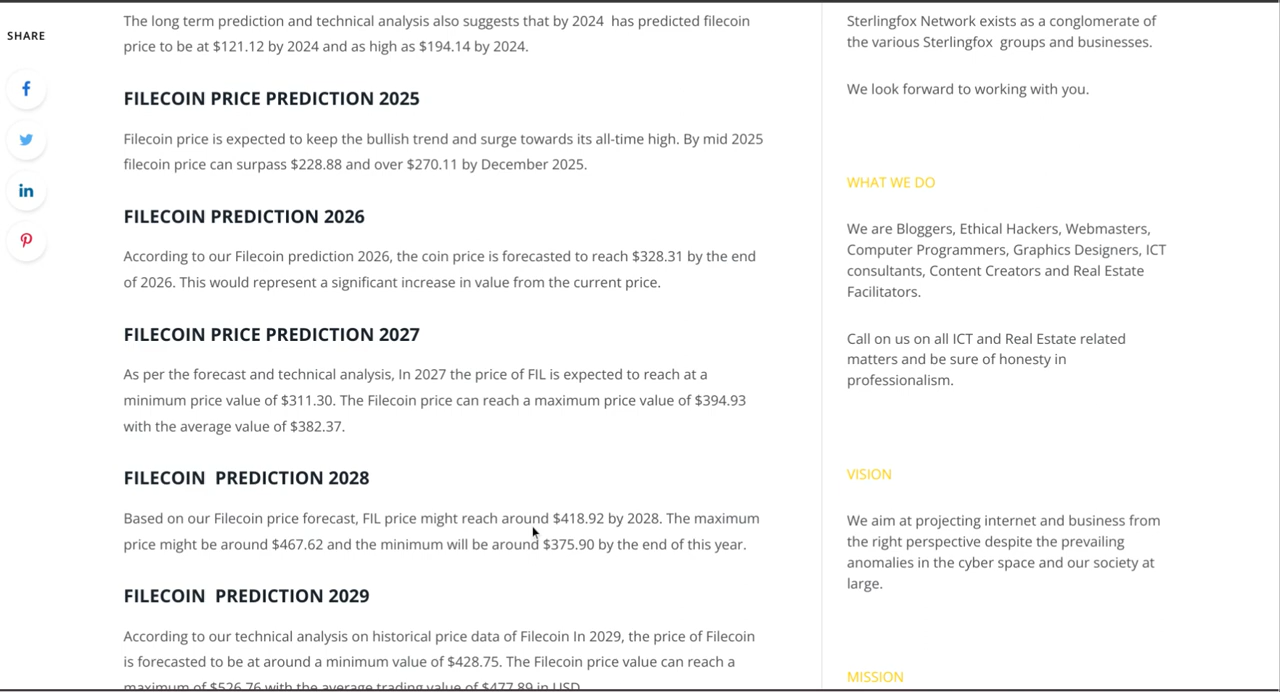 SHARE
The long term prediction and technical analysis also suggests that by 2024  has predicted filecoin
price to be at $121.12 by 2024 and as high as $194.14 by 2024.
FILECOIN PRICE PREDICTION 2025
Filecoin price is expected to keep the bullish trend and surge towards its all-time high. By mid 2025
filecoin price can surpass $228.88 and over $270.11 by December 2025.
FILECOIN PREDICTION 2026
According to our Filecoin prediction 2026, the coin price is forecasted to reach $328.31 by the end
of 2026. This would represent a significant increase in value from the current price.
FILECOIN PRICE PREDICTION 2027
As per the forecast and technical analysis, In 2027 the price of FIL is expected to reach at a
minimum price value of $311.30. The Filecoin price can reach a maximum price value of $394.93
with the average value of $382.37.
FILECOIN  PREDICTION 2028
Based on our Filecoin price forecast, FIL price might reach around $418.92 by 2028. The maximum
price might be around $467.62 and the minimum will be around $375.90 by the end of this year.
FILECOIN  PREDICTION 2029
According to our technical analysis on historical price data of Filecoin In 2029, the price of Filecoin
is forecasted to be at around a minimum value of $428.75. The Filecoin price value can reach a
maximum of $526.76 with the average trading value of $477.89 in USD.
Sterlingfox Network exists as a conglomerate of
the various Sterlingfox  groups and businesses.
We look forward to working with you.
WHAT WE DO
We are Bloggers, Ethical Hackers, Webmasters,
Computer Programmers, Graphics Designers, ICT
consultants, Content Creators and Real Estate
Facilitators.
Call on us on all ICT and Real Estate related
matters and be sure of honesty in
professionalism.
VISION
We aim at projecting internet and business from
the right perspective despite the prevailing
anomalies in the cyber space and our society at
large.
MISSION